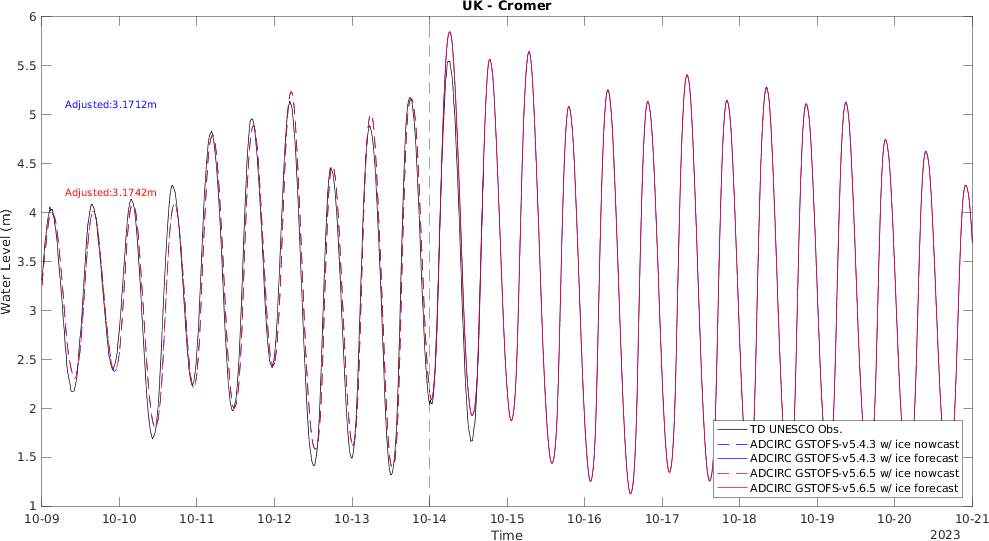 UK - Cromer
6
5.5
5
4.5
4
3.5
3
2.5
2
1.5
1
Water Level (m)
Adjusted:3.1712m
Adjusted:3.1742m
TD UNESCO Obs.
ADCIRC GSTOFS-v5.4.3 w/ ice nowcast
ADCIRC GSTOFS-v5.4.3 w/ ice forecast
ADCIRC GSTOFS-v5.6.5 w/ ice nowcast
ADCIRC GSTOFS-v5.6.5 w/ ice forecast
10-09 10-10 10-11 10-12 10-13 10-14 10-15 10-16 10-17 10-18 10-19 10-20 10-21
Time
2023